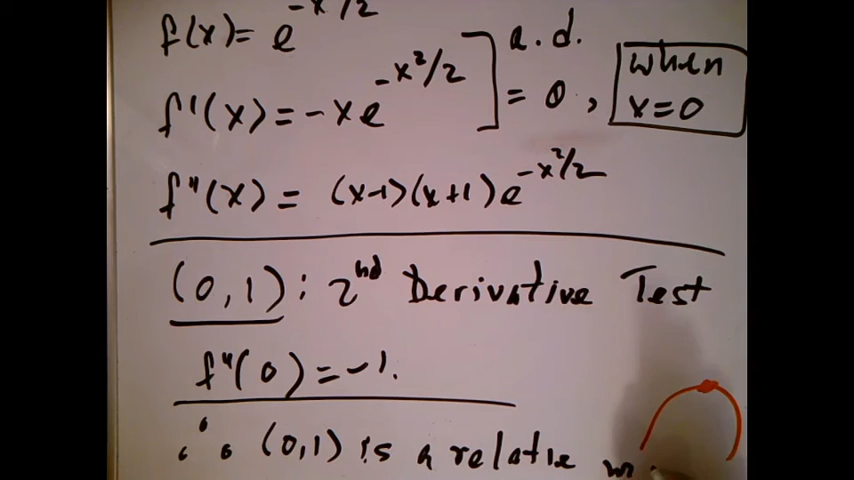 f(x) = e^{-x/2}
f'(x) = -xe^{-x²/2} ] a.d. = 0, when x=0
f"(x) = (x-1)(x+1)e^{-x²/2}
(0,1): 2nd Derivative Test
f"(0) = -1.
∴ (0,1) is a relative